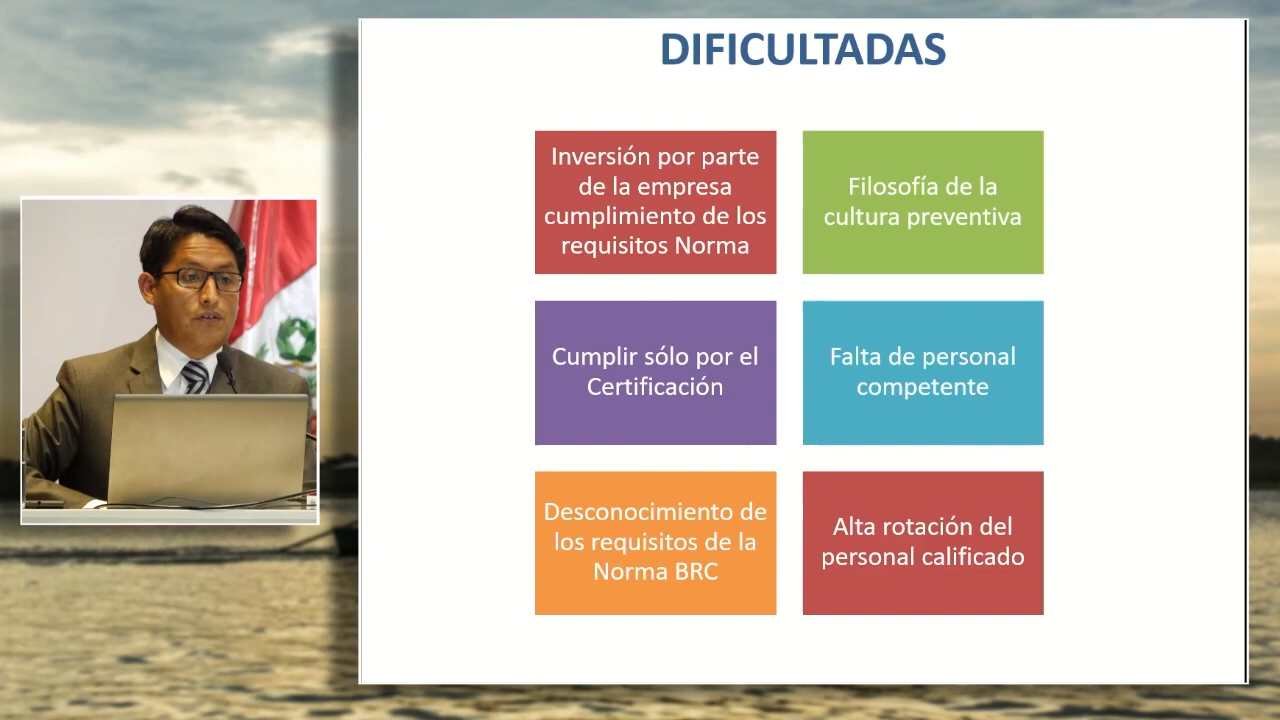 DIFICULTADAS
Inversión por parte
de la empresa
cumplimiento de los
requisitos Norma
Filosofía de la
cultura preventiva
Cumplir sólo por el
Certificación
Falta de personal
competente
Desconocimiento de
los requisitos de la
Norma BRC
Alta rotación del
personal calificado